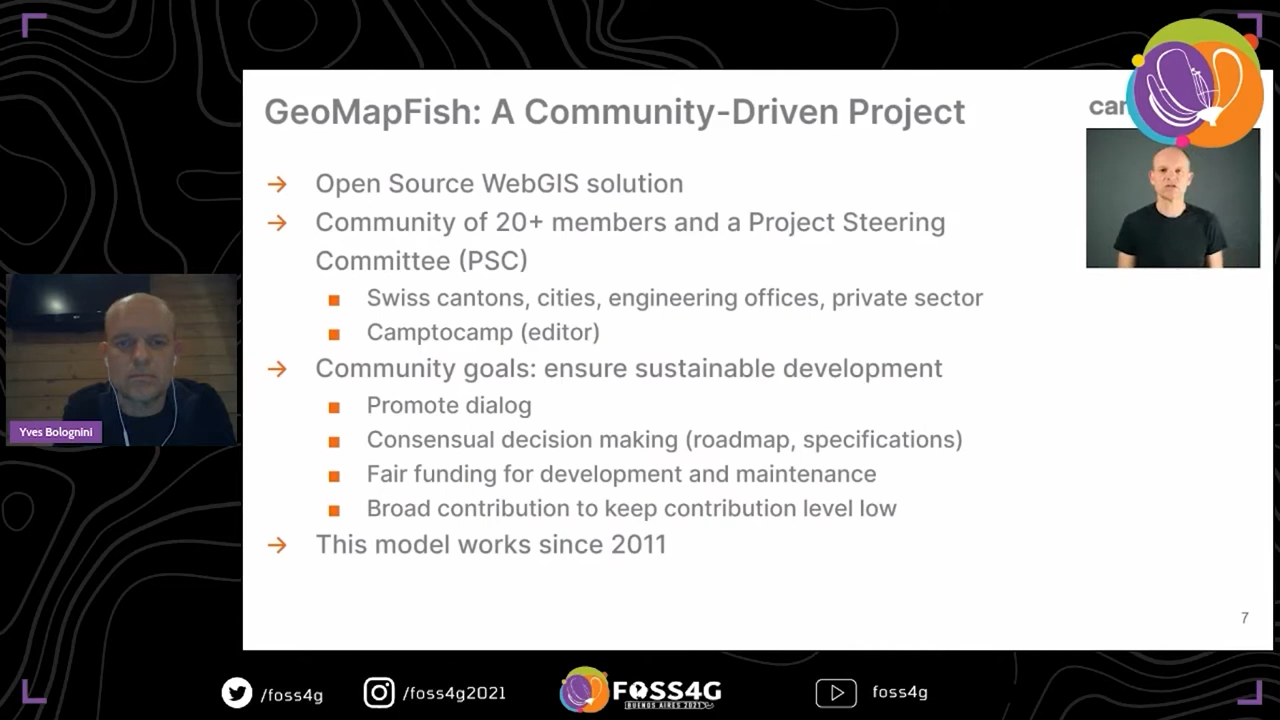 GeoMapFish: A Community-Driven Project
→ Open Source WebGIS solution
→ Community of 20+ members and a Project Steering
Committee (PSC)
■ Swiss cantons, cities, engineering offices, private sector
■ Camptocamp (editor)
→ Community goals: ensure sustainable development
■ Promote dialog
■ Consensual decision making (roadmap, specifications)
■ Fair funding for development and maintenance
■ Broad contribution to keep contribution level low
→ This model works since 2011
7
Yves Bolognini
/foss4g
/foss4g2021
FOSS4G
BUENOS AIRES 2021
foss4g